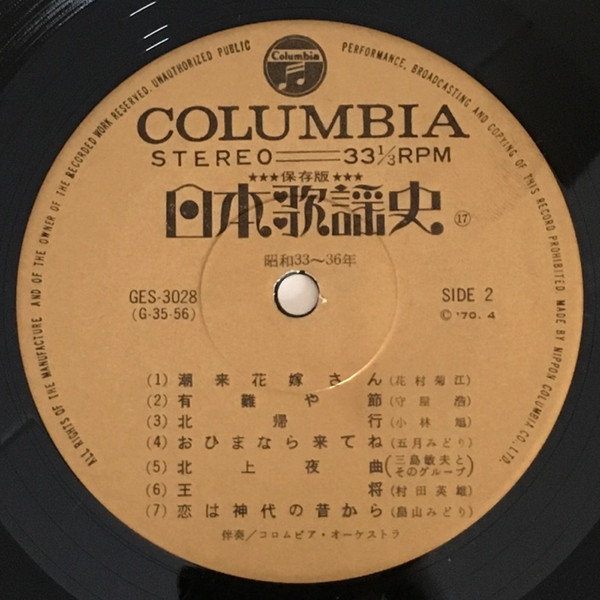 Columbia
COLUMBIA
STEREO 33 1/3 RPM
★★★保存版★★★
日本歌謡史 ⑰
昭和33〜36年
GES-3028
(G-35-56)
SIDE 2
© '70. 4
(1) 潮来花嫁さん (花村菊江)
(2) 有難や節 (守屋浩)
(3) 北帰行 (小林旭)
(4) おひまなら来てね (五月みどり)
(5) 北上夜曲 (三島敏夫とそのグループ)
(6) 王将 (村田英雄)
(7) 恋は神代の昔から (畠山みどり)
伴奏/コロムビア・オーケストラ
ALL RIGHTS OF THE MANUFACTURE AND OF THE OWNER OF THE RECORDED WORK RESERVED. UNAUTHORIZED PUBLIC PERFORMANCE, BROADCASTING AND COPYING OF THIS RECORD PROHIBITED. MADE BY NIPPON COLUMBIA CO. LTD.